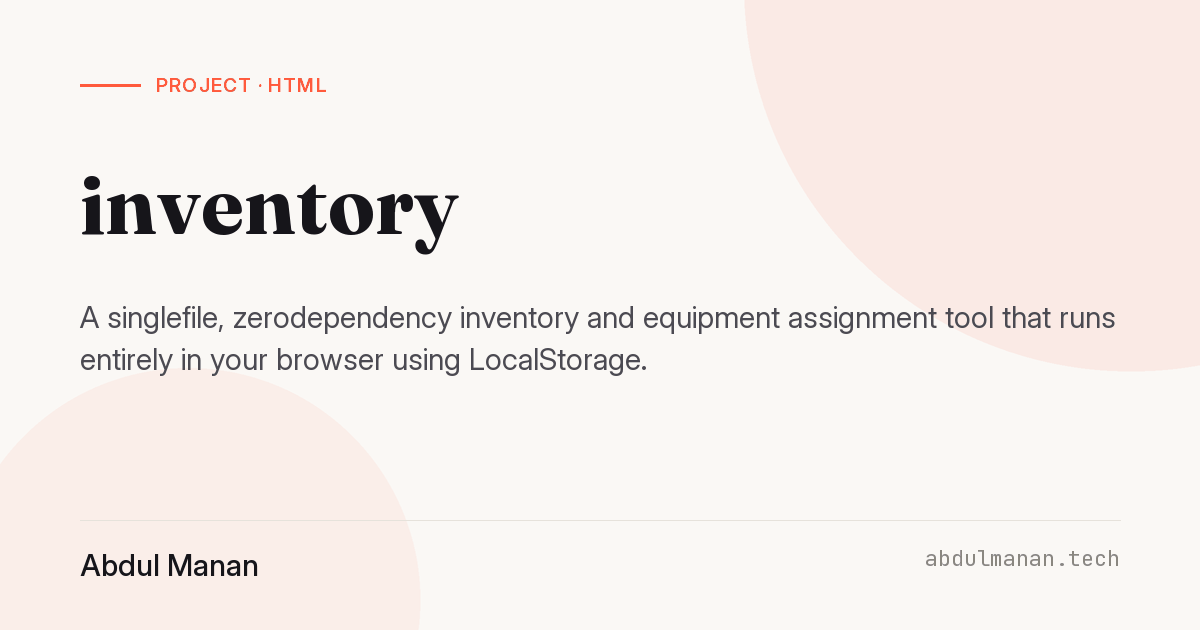 PROJECT · HTML
inventory
A singlefile, zerodependency inventory and equipment assignment tool that runs
entirely in your browser using LocalStorage.
Abdul Manan
abdulmanan.tech